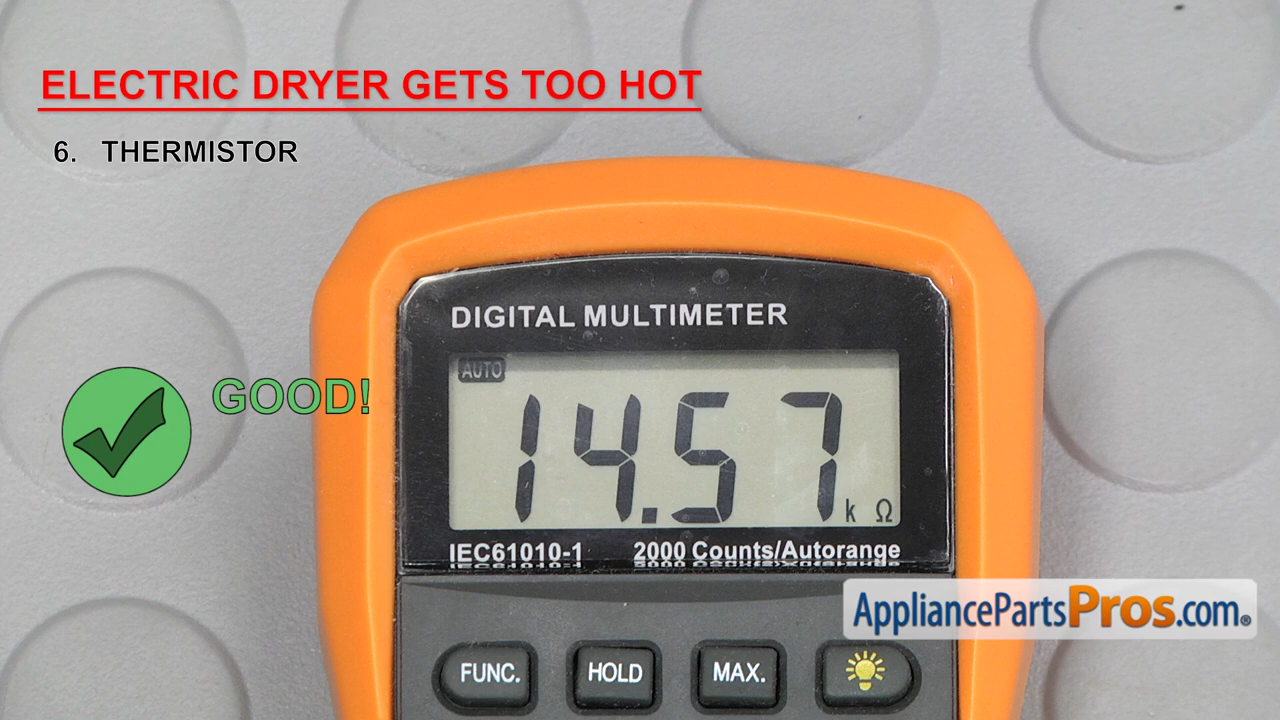 ELECTRIC DRYER GETS TOO HOT
6. THERMISTOR
GOOD!
DIGITAL MULTIMETER
AUTO
14.57 k Ω
IEC61010-1 2000 Counts/Autorange
AppliancePartsPros.com®
FUNC. HOLD MAX.